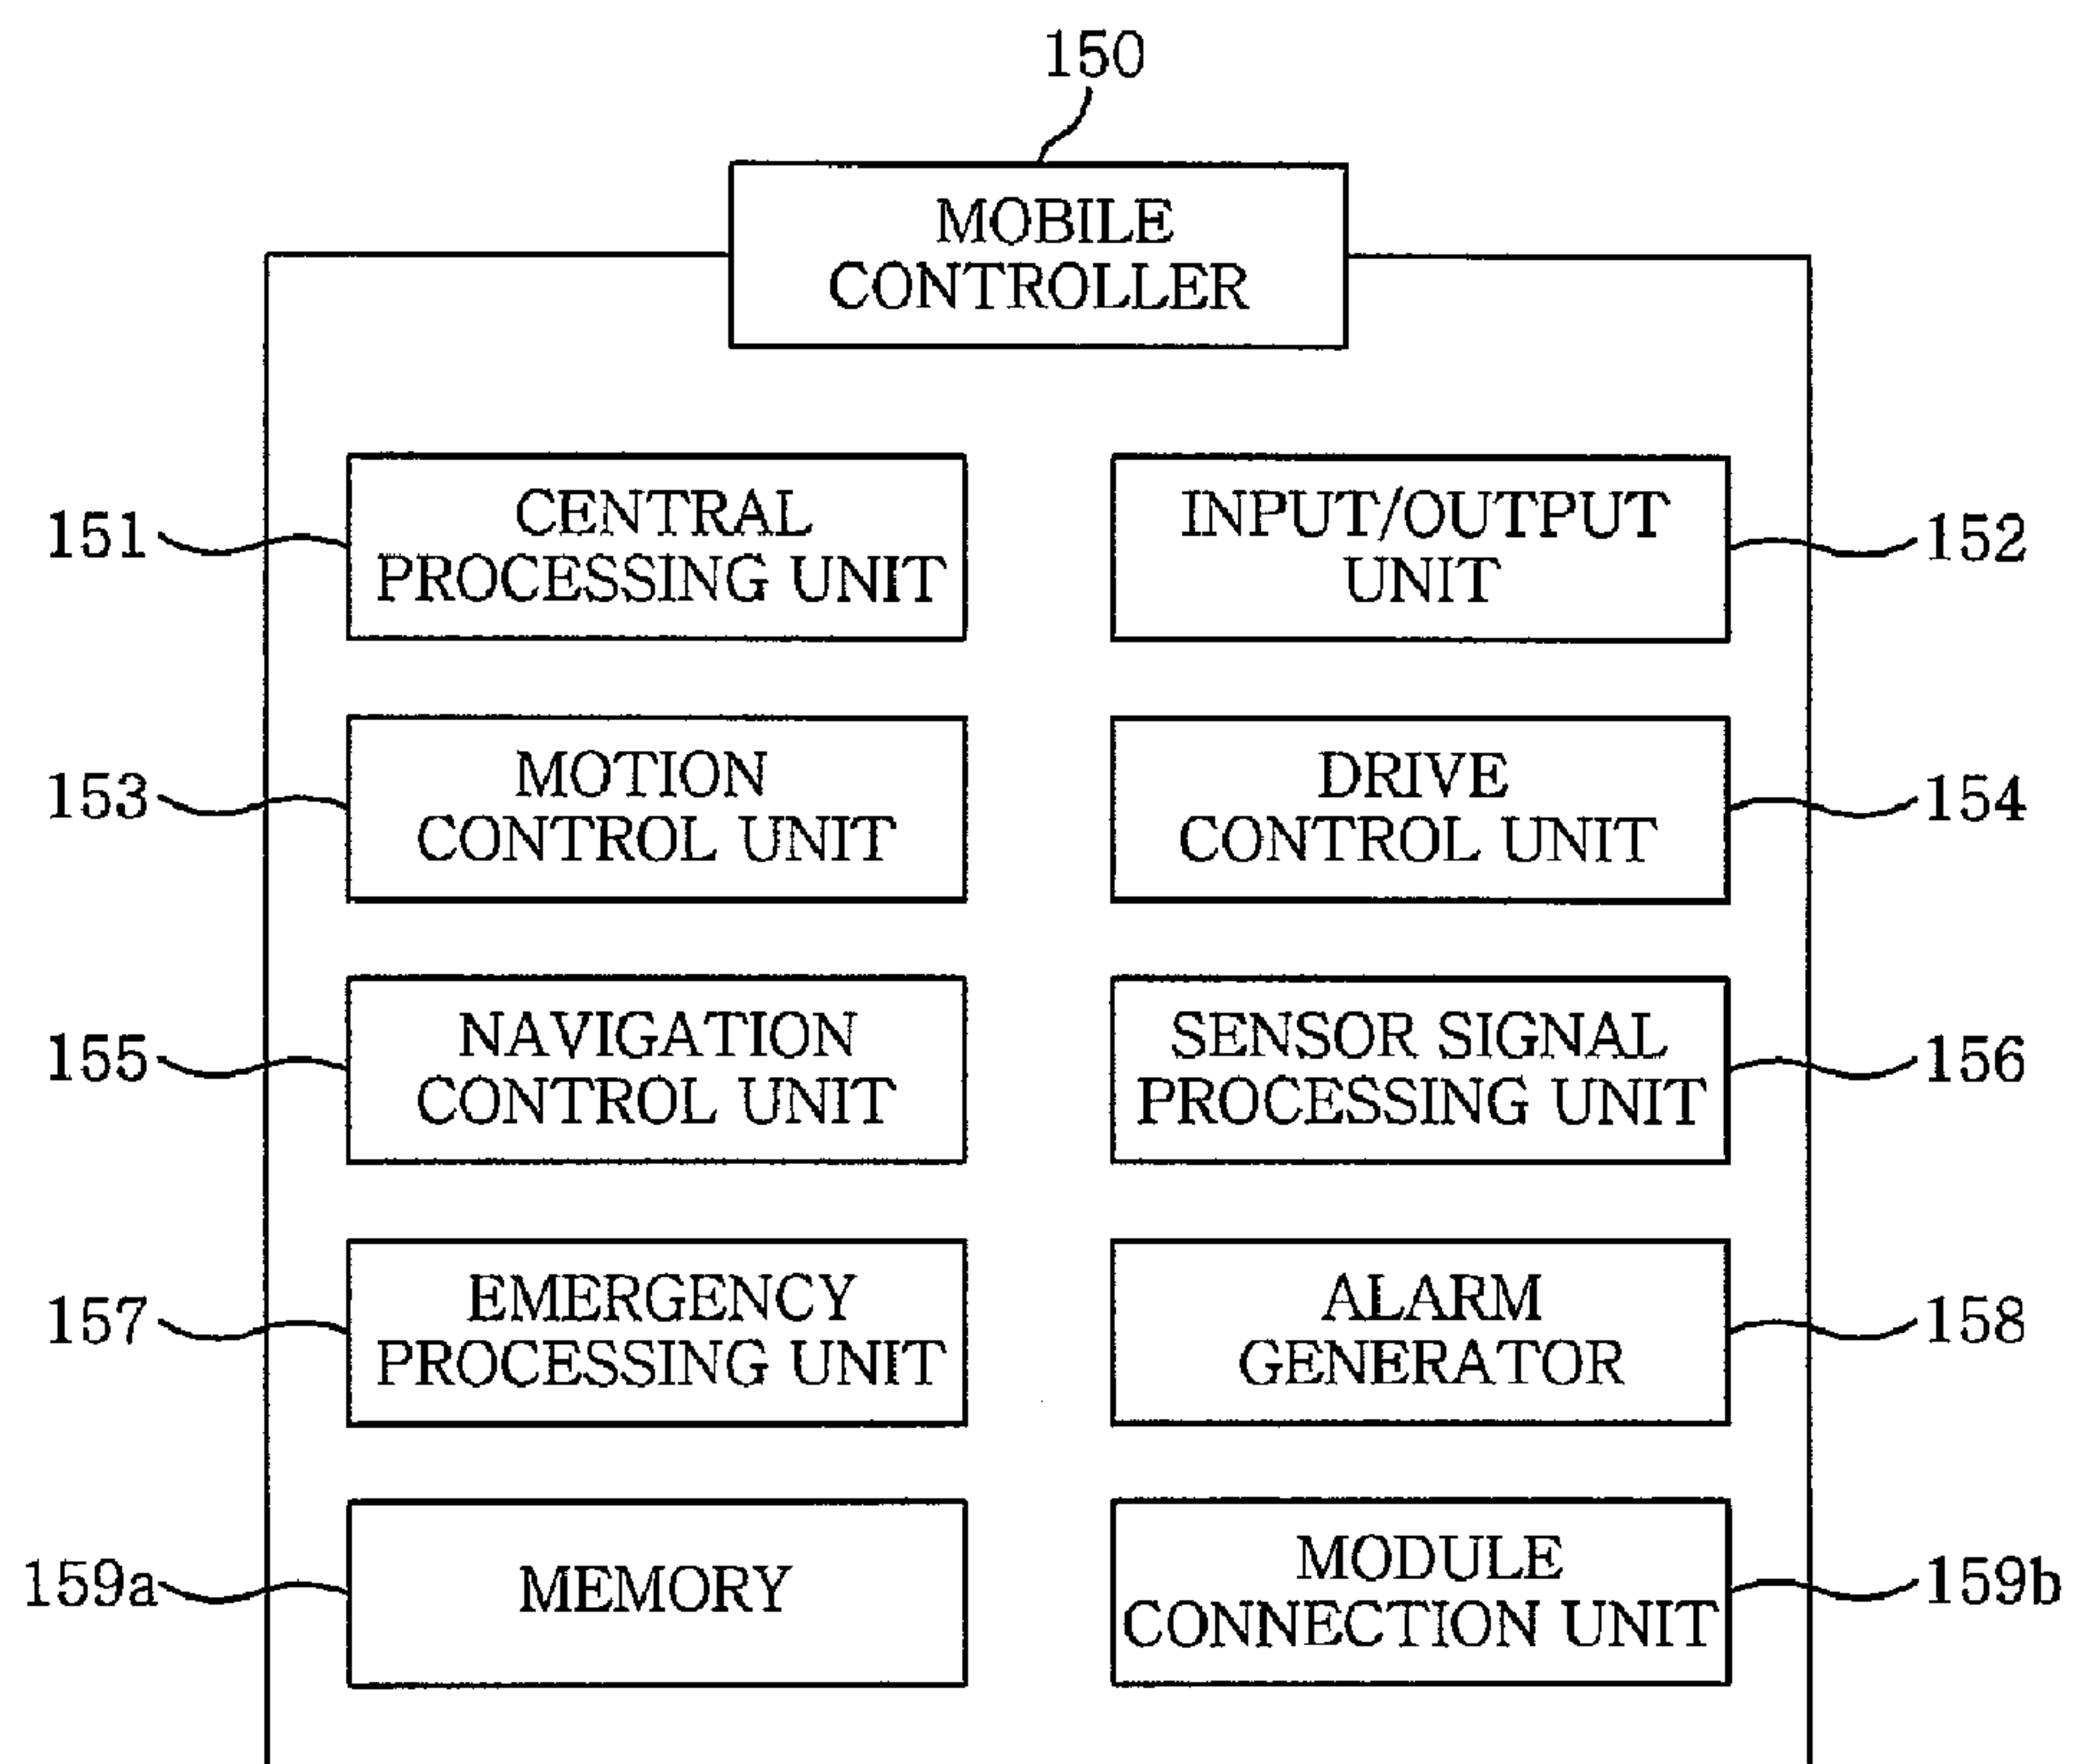 150
MOBILE
CONTROLLER
151
CENTRAL
PROCESSING UNIT
INPUT/OUTPUT
UNIT
152
153
MOTION
CONTROL UNIT
DRIVE
CONTROL UNIT
154
155
NAVIGATION
CONTROL UNIT
SENSOR SIGNAL
PROCESSING UNIT
156
157
EMERGENCY
PROCESSING UNIT
ALARM
GENERATOR
158
159a
MEMORY
MODULE
CONNECTION UNIT
159b